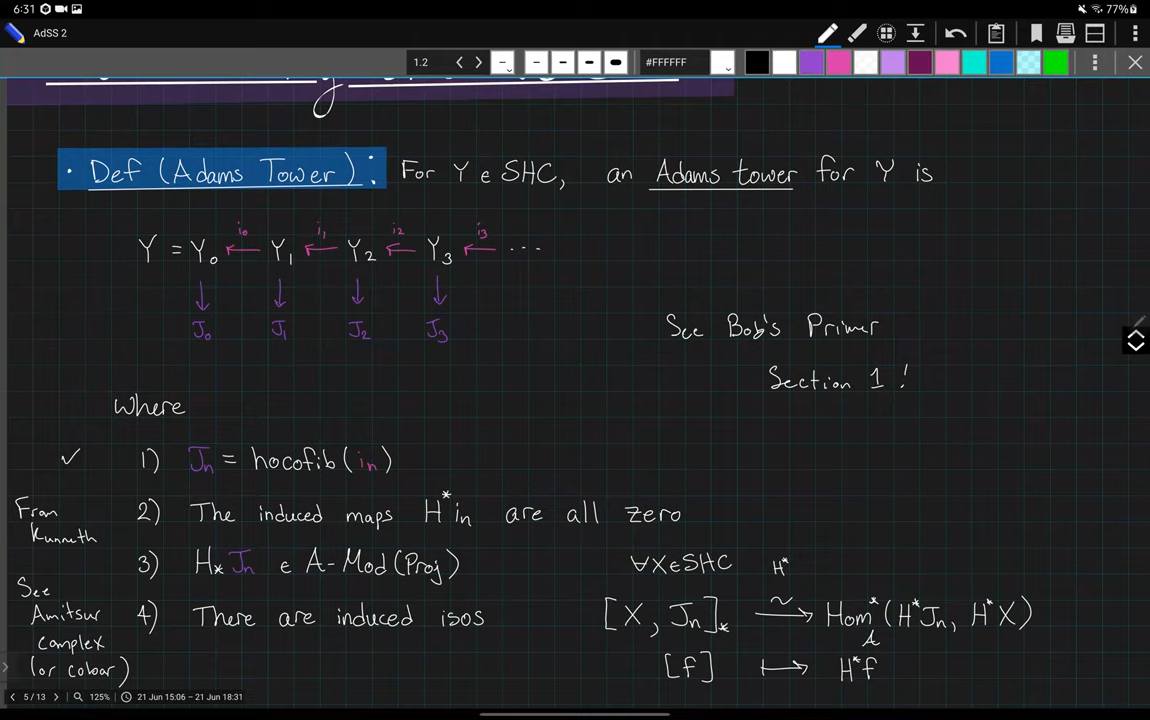 6:31 77%
AdSS 2
1.2 #FFFFFF
• Def (Adams Tower): For Y ∈ SHC, an Adams tower for Y is
i₀ i₁ i₂ i₃
Y = Y₀ ← Y₁ ← Y₂ ← Y₃ ← ...
↓ ↓ ↓ ↓
J₀ J₁ J₂ J₃
See Bob's Primer
Section 1 !
Where
✓ 1) Jn = hocofib(in)
From Kunneth 2) The induced maps H*in are all zero
3) H⁎Jn ∈ A-Mod(Proj) ∀X∈SHC H*
See Amitsur complex (or cobar) 4) There are induced isos [X, Jn]⁎ ⥲ Hom*A(H*Jn, H*X)
[f] ↦ H*f
5/13 125% 21 Jun 15:06 – 21 Jun 18:31